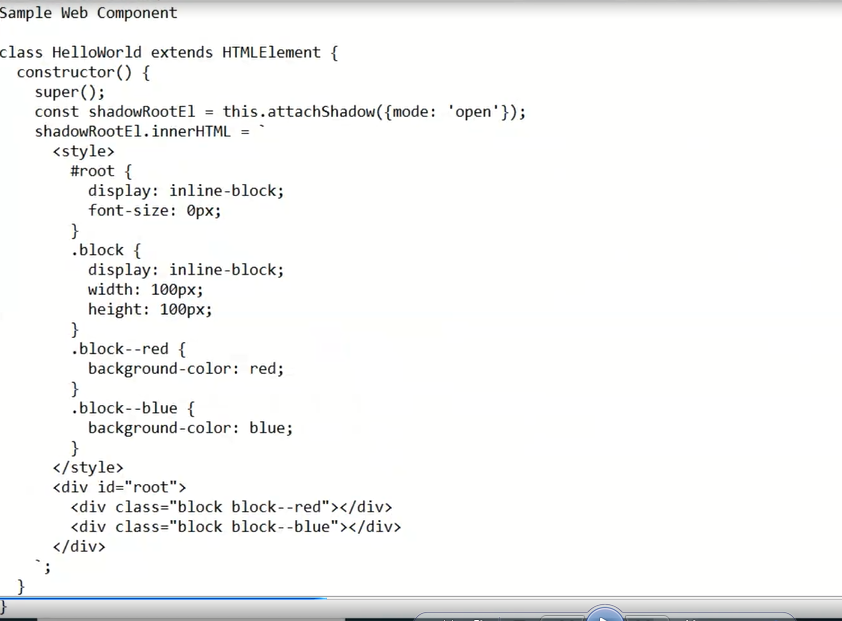 Sample Web Component
class HelloWorld extends HTMLElement {
constructor() {
super();
const shadowRootEl = this.attachShadow({mode: 'open'});
shadowRootEl.innerHTML = `
<style>
#root {
display: inline-block;
font-size: 0px;
}
.block {
display: inline-block;
width: 100px;
height: 100px;
}
.block--red {
background-color: red;
}
.block--blue {
background-color: blue;
}
</style>
<div id="root">
<div class="block block--red"></div>
<div class="block block--blue"></div>
</div>
`;
}
}